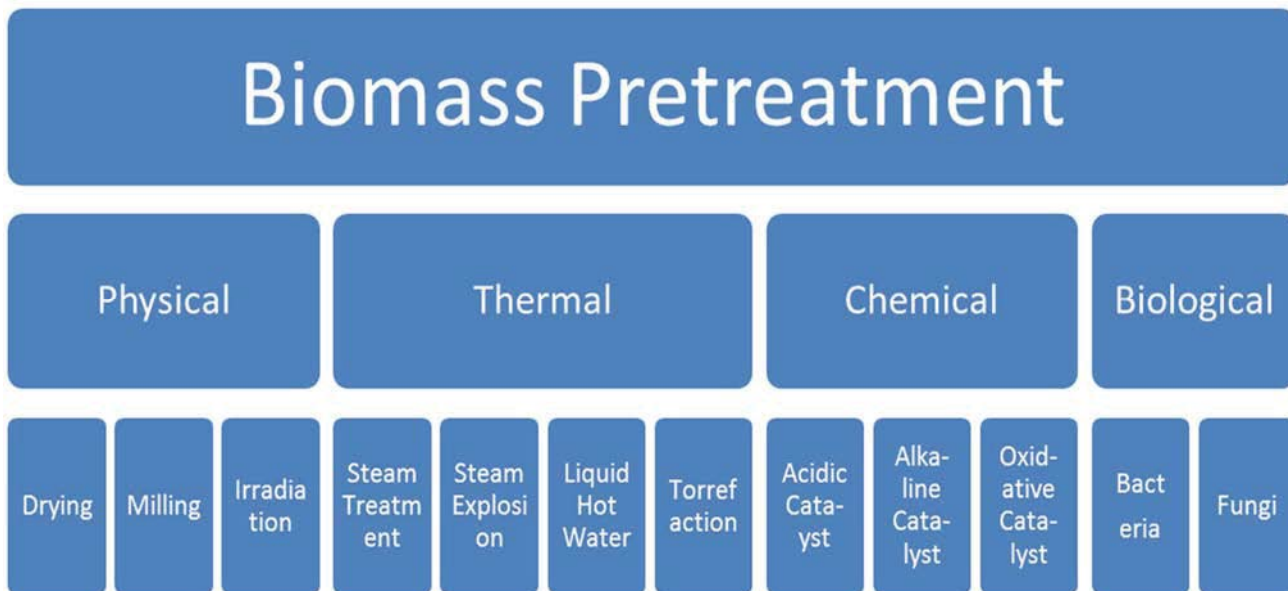 Biomass Pretreatment
Physical
Thermal
Chemical
Biological
Drying
Milling
Irradia
tion
Steam
Treatm
ent
Steam
Explosi
on
Liquid
Hot
Water
Torref
action
Acidic
Cata-
yst
Alka-
line
Cata-
lyst
Oxid-
ative
Cata-
lyst
Bact
eria
Fungi